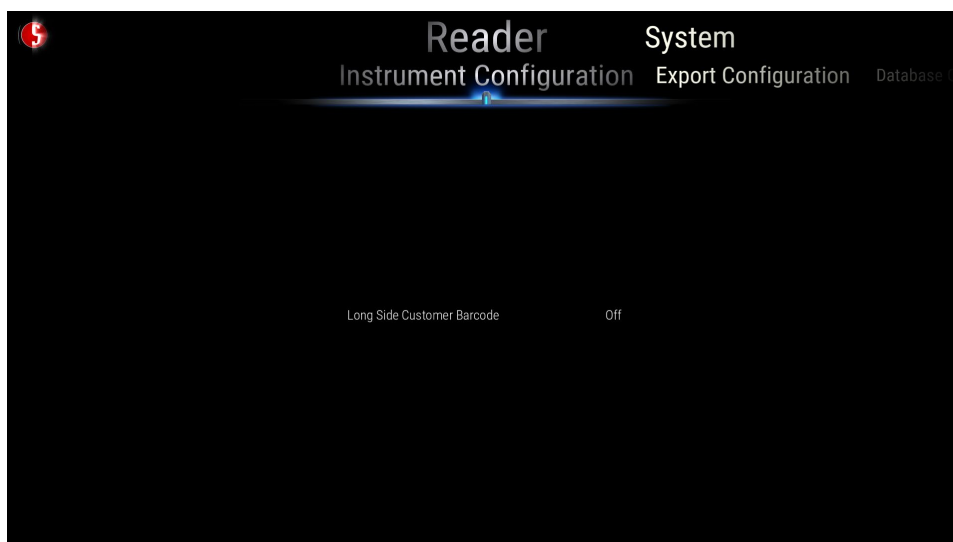 Reader System
Instrument Configuration Export Configuration Database
Long Side Customer Barcode Off